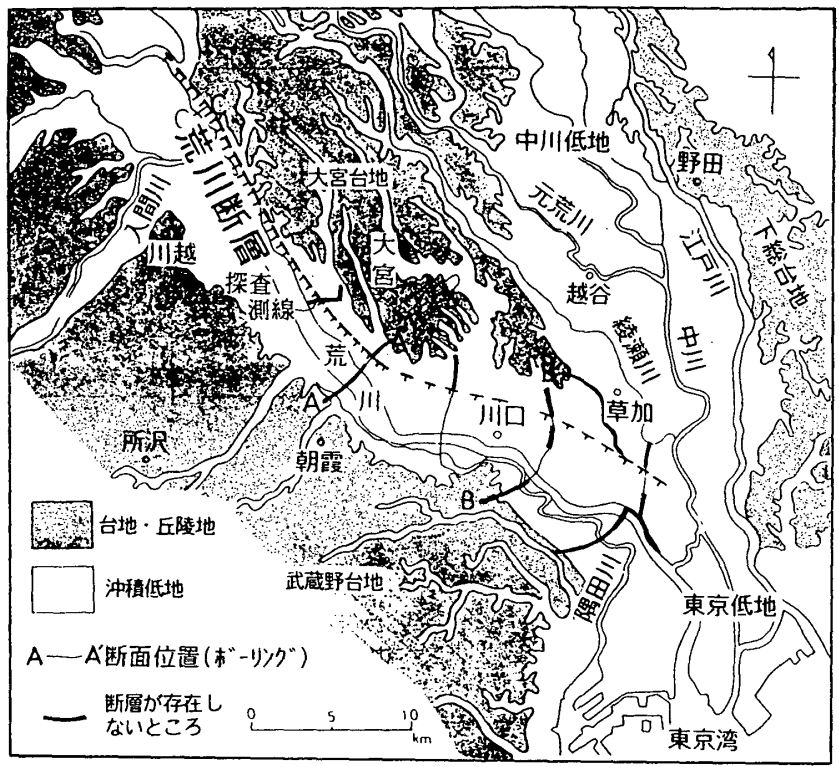 中川低地
野田
荒川断層
大宮台地
元荒川
入間川
大宮
下総台地
江戸川
川越
探査
測線
越谷
綾瀬川
中川
荒川
A
A'
草加
川口
所沢
朝霞
B
台地・丘陵地
沖積低地
武蔵野台地
隅田川
東京低地
A—A'断面位置(ボーリング)
断層が存在し
ないところ
0 5 10
km
東京湾